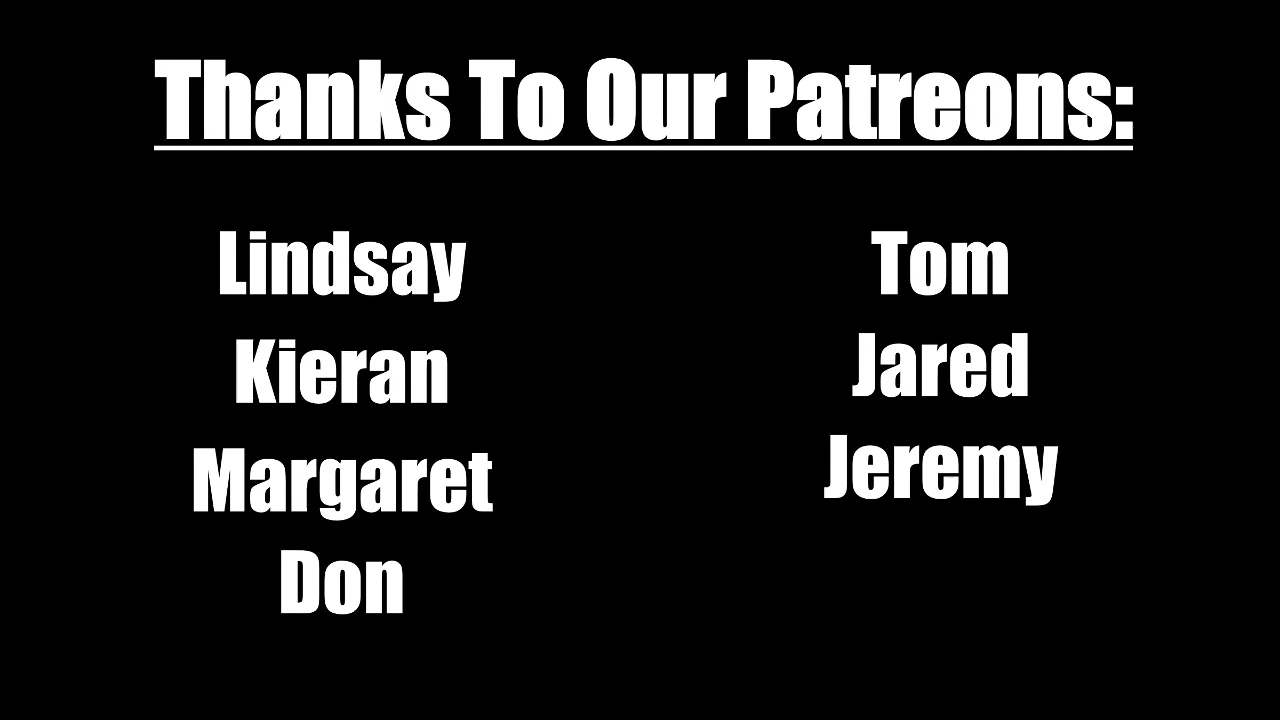 Thanks To Our Patreons:
Lindsay
Kieran
Margaret
Don
Tom
Jared
Jeremy